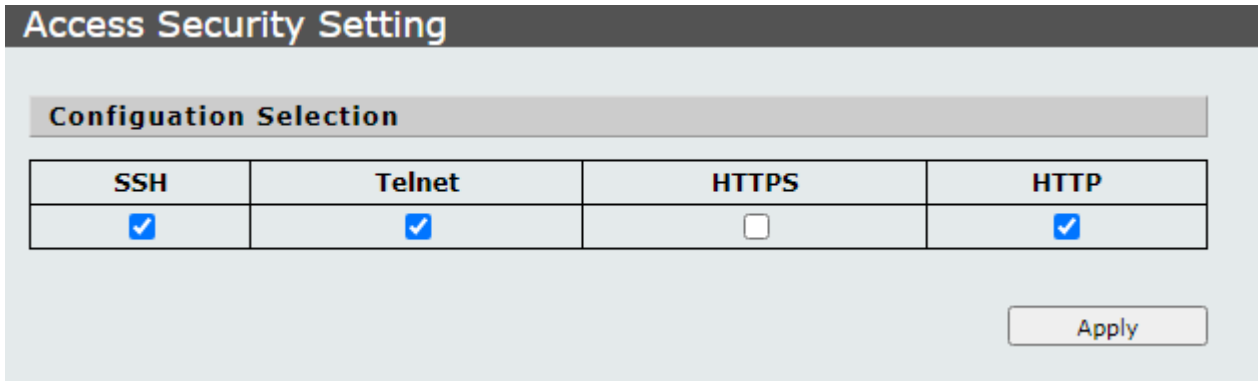 Access Security Setting
Configuation Selection
SSH Telnet HTTPS HTTP
Apply